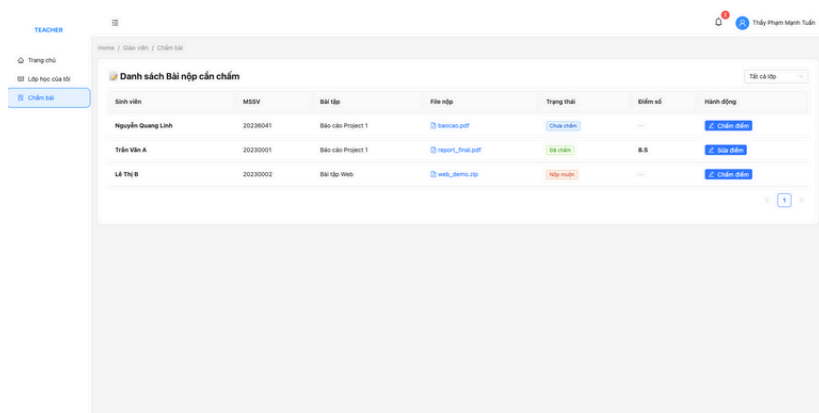 TEACHER
2
Thầy Phạm Mạnh Tuấn
Home / Giáo viên / Chấm bài
Trang chủ
Lớp học của tôi
Chấm bài
Danh sách Bài nộp cần chấm
Tất cả lớp
Sinh viên MSSV Bài tập File nộp Trạng thái Điểm số Hành động
Nguyễn Quang Linh 20236041 Báo cáo Project 1 baocao.pdf Chưa chấm -- Chấm điểm
Trần Văn A 20230001 Báo cáo Project 1 report_final.pdf Đã chấm 8.5 Sửa điểm
Lê Thị B 20230002 Bài tập Web web_demo.zip Nộp muộn -- Chấm điểm
< 1 >